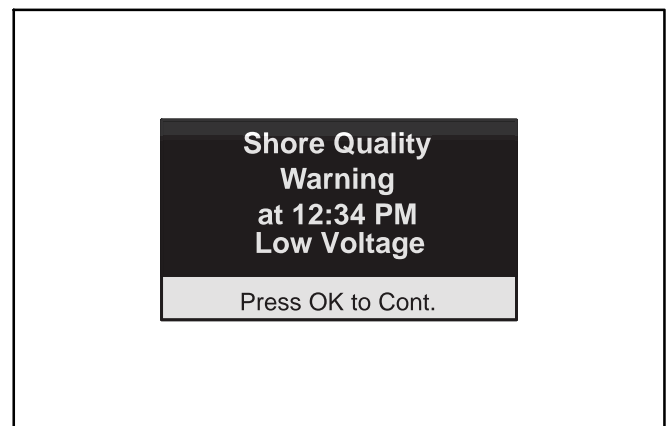 Shore Quality
Warning
at 12:34 PM
Low Voltage
Press OK to Cont.